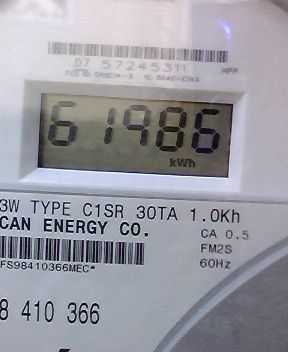 07 57245311
HPP
61986
kWh
3W TYPE C1SR 30TA 1.0Kh
CAN ENERGY CO.
CA 0.5
FM2S
FS98410366MEC*
60Hz
8 410 366